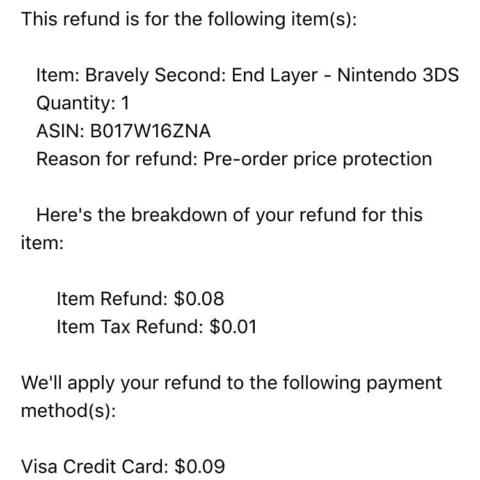 This refund is for the following item(s):
Item: Bravely Second: End Layer - Nintendo 3DS
Quantity: 1
ASIN: B017W16ZNA
Reason for refund: Pre-order price protection
Here's the breakdown of your refund for this
item:
Item Refund: $0.08
Item Tax Refund: $0.01
We'll apply your refund to the following payment
method(s):
Visa Credit Card: $0.09